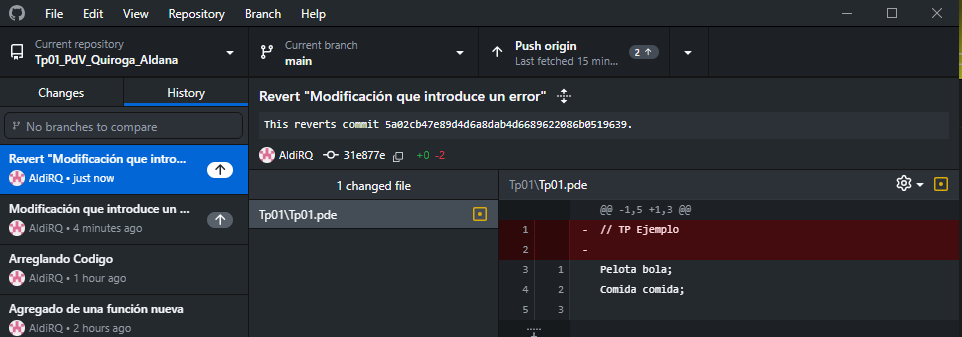 File Edit View Repository Branch Help
Current repository
Tp01_PdV_Quiroga_Aldana
Current branch
main
Push origin
Last fetched 15 min...
2
Changes
History
No branches to compare
Revert "Modificación que intro...
AldiRQ • just now
Modificación que introduce un ...
AldiRQ • 4 minutes ago
Arreglando Codigo
AldiRQ • 1 hour ago
Agregado de una función nueva
AldiRQ • 2 hours ago
Revert "Modificación que introduce un error"
This reverts commit 5a02cb47e89d4d6a8dab4d6689622086b0519639.
AldiRQ 31e877e +0 -2
1 changed file
Tp01\Tp01.pde
Tp01\Tp01.pde
@@ -1,5 +1,3 @@
1 - // TP Ejemplo
2 -
3 1 Pelota bola;
4 2 Comida comida;
5 3